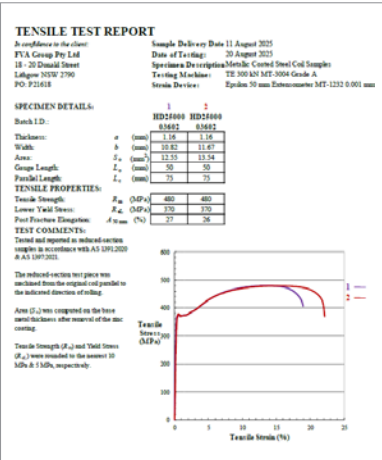 TENSILE TEST REPORT
In confidence to the client:
FVA Group Pty Ltd
18 - 20 Donald Street
Lithgow NSW 2790
PO: P21618
Sample Delivery Date 11 August 2025
Date of Testing: 20 August 2025
Specimen Description Metallic Coated Steel Coil Samples
Testing Machine: TE 300 kN MT-3004 Grade A
Strain Device: Epsilon 50 mm Extensometer MT-1232 0.001 mm
SPECIMEN DETAILS: 1 2
Batch I.D.: HD25000 HD25000
03602 03602
Thickness: a (mm) 1.16 1.16
Width: b (mm) 10.82 11.67
Area: Sₒ (mm²) 12.55 13.54
Gauge Length: Lₒ (mm) 50 50
Parallel Length: (mm) 75 75
TENSILE PROPERTIES:
Tensile Strength: Rₘ (MPa) 480 480
Lower Yield Stress: (MPa) 370 370
Post Fracture Elongation: A 50 mm (%) 27 26
TEST COMMENTS:
Tested and reported as reduced-section
samples in accordance with AS 1391:2020
& AS 1397:2021.
The reduced-section test piece was
machined from the original coil parallel to
the indicated direction of rolling.
Area (Sₒ) was computed on the base
metal thickness after removal of the zinc
coating.
Tensile Strength (Rₘ) and Yield Stress
were rounded to the nearest 10
MPa & 5 MPa, respectively.
600
500
400
300
200
100
0
Tensile
Stress
(MPa)
1
2
0 5 10 15 20 25
Tensile Strain (%)